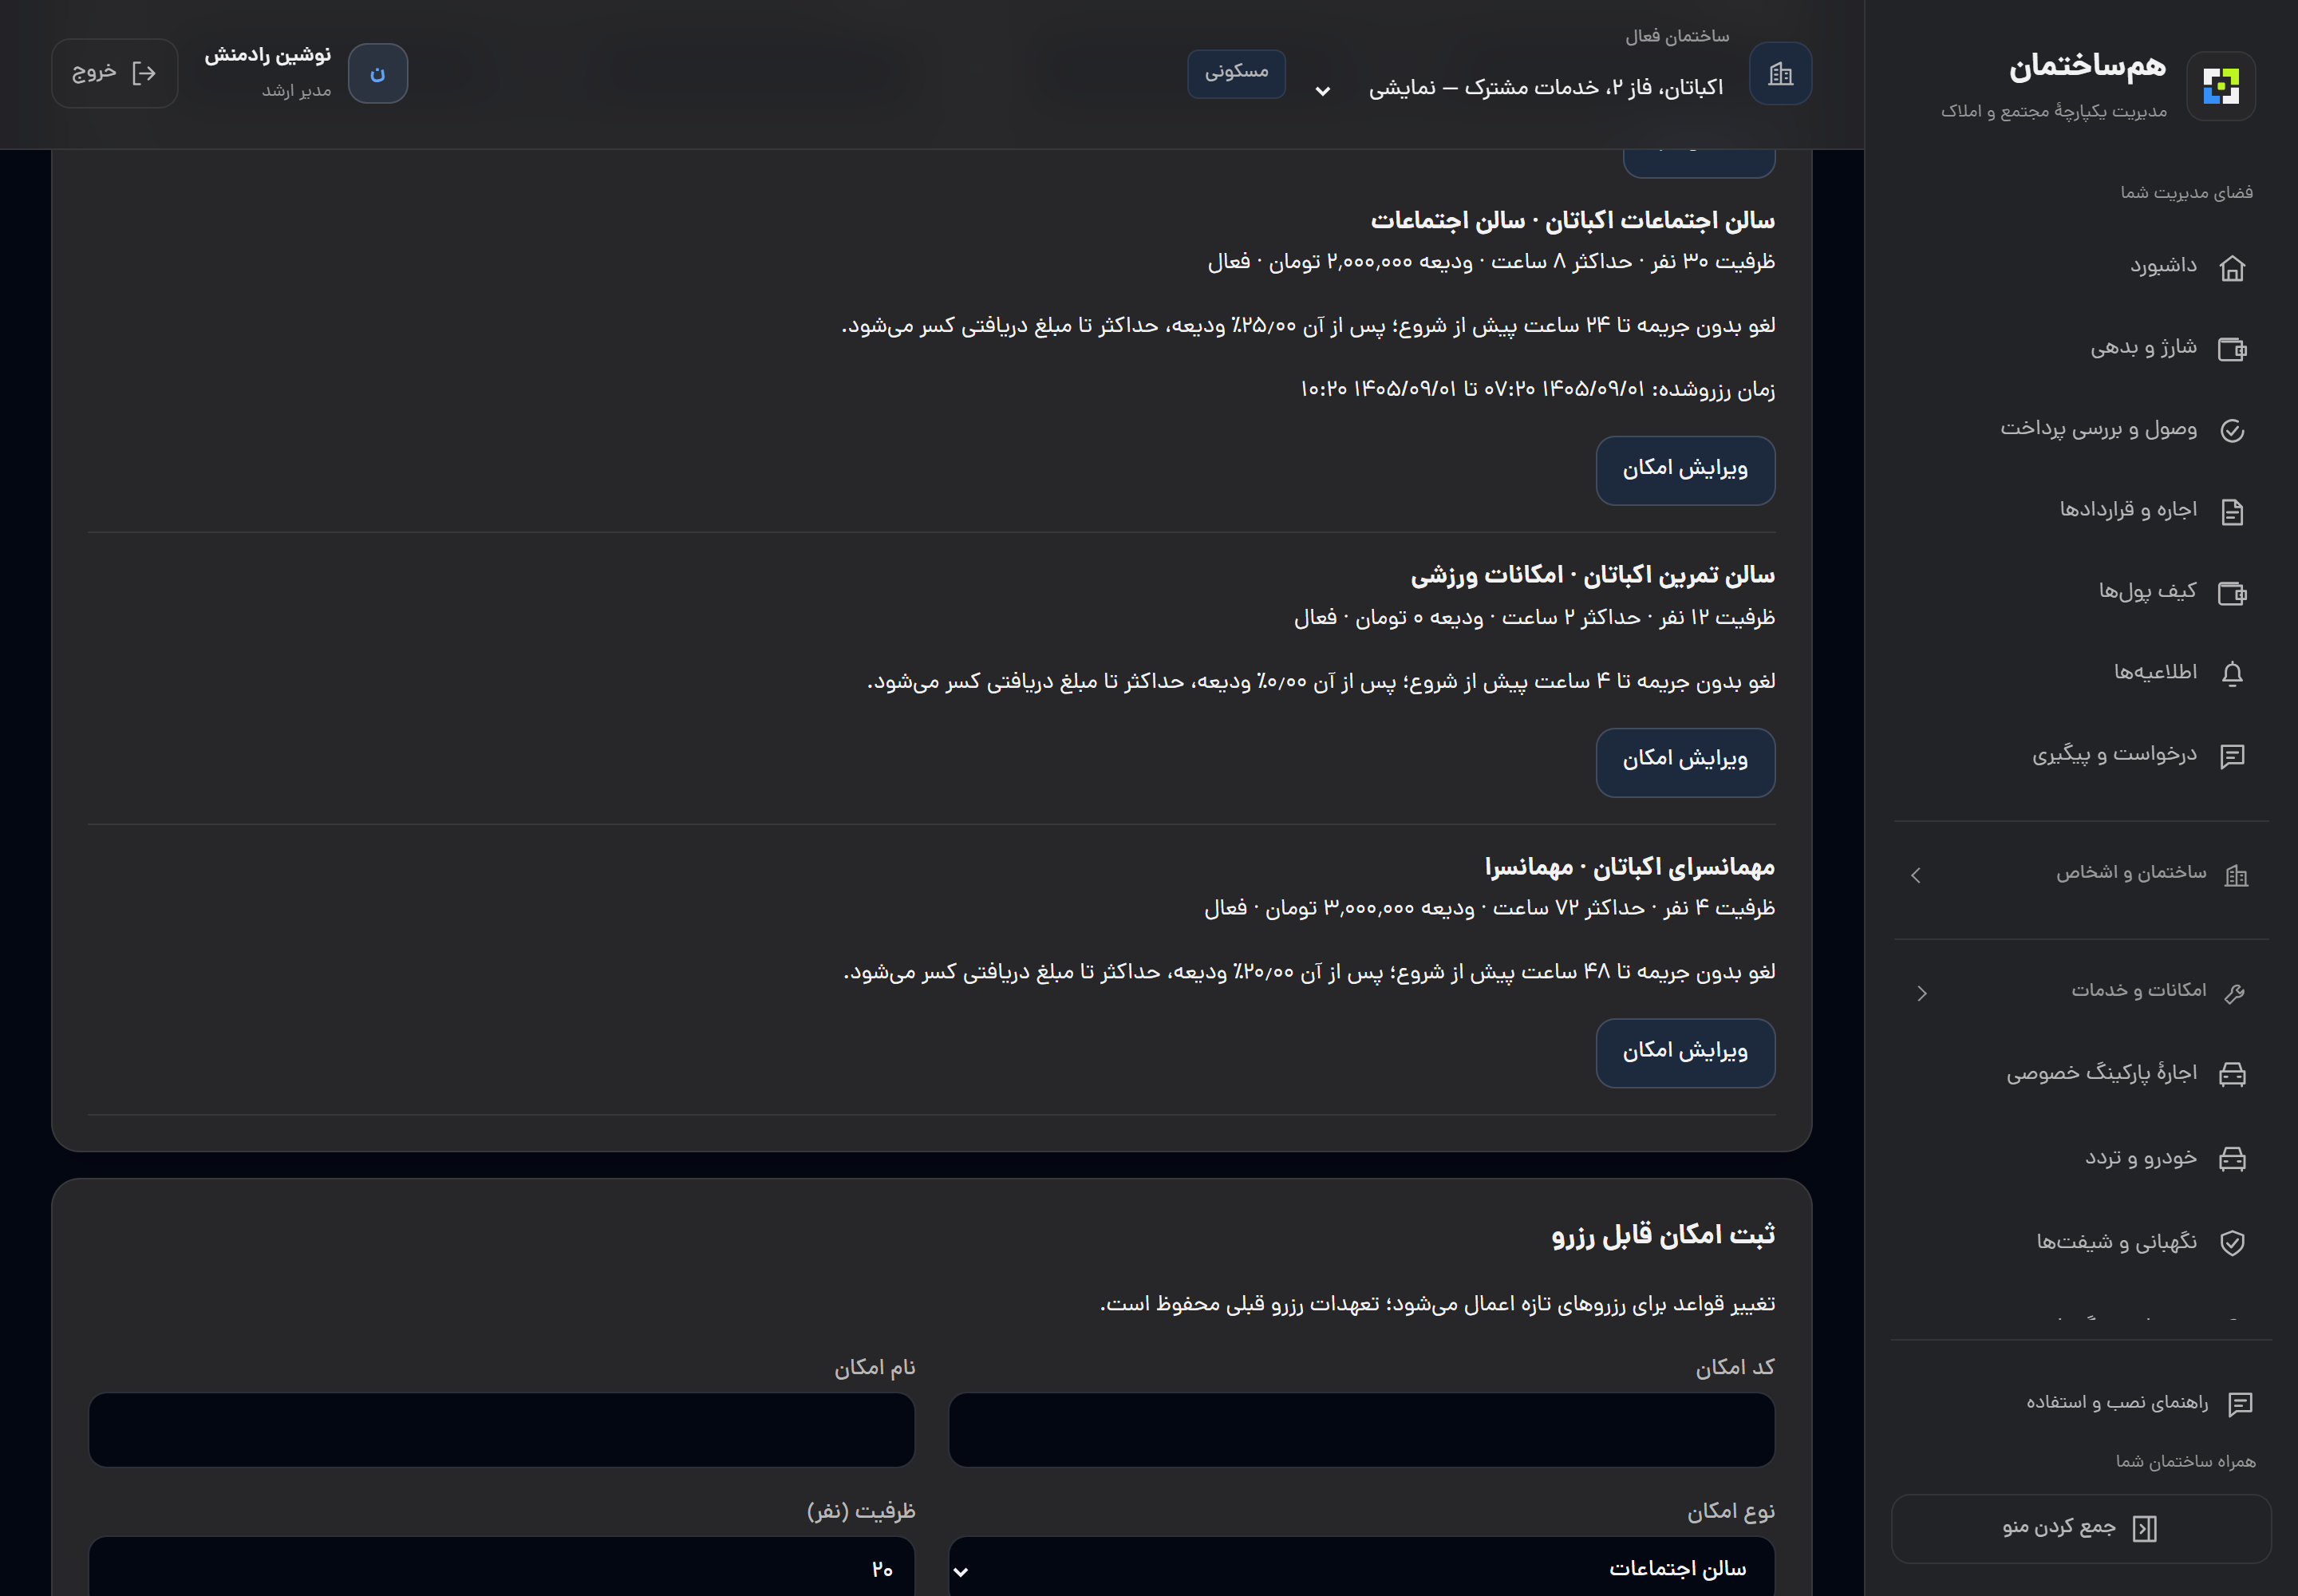 هم‌ساختمان
مدیریت یکپارچهٔ مجتمع و املاک
فضای مدیریت شما
داشبورد
شارژ و بدهی
وصول و بررسی پرداخت
اجاره و قراردادها
کیف پول‌ها
اطلاعیه‌ها
درخواست و پیگیری
ساختمان و اشخاص
امکانات و خدمات
اجارهٔ پارکینگ خصوصی
خودرو و تردد
نگهبانی و شیفت‌ها
راهنمای نصب و استفاده
همراه ساختمان شما
جمع کردن منو
ساختمان فعال
اکباتان، فاز ۲، خدمات مشترک — نمایشی
مسکونی
ن
نوشین رادمنش
مدیر ارشد
خروج
سالن اجتماعات اکباتان · سالن اجتماعات
ظرفیت ۳۰ نفر · حداکثر ۸ ساعت · ودیعه ۲٬۰۰۰٬۰۰۰ تومان · فعال
لغو بدون جریمه تا ۲۴ ساعت پیش از شروع؛ پس از آن ۲۵٫۰۰٪ ودیعه، حداکثر تا مبلغ دریافتی کسر می‌شود.
زمان رزروشده: ۱۴۰۵/۰۹/۰۱ ۰۷:۲۰ تا ۱۴۰۵/۰۹/۰۱ ۱۰:۲۰
ویرایش امکان
سالن تمرین اکباتان · امکانات ورزشی
ظرفیت ۱۲ نفر · حداکثر ۲ ساعت · ودیعه ۰ تومان · فعال
لغو بدون جریمه تا ۴ ساعت پیش از شروع؛ پس از آن ۰٫۰۰٪ ودیعه، حداکثر تا مبلغ دریافتی کسر می‌شود.
ویرایش امکان
مهمانسرای اکباتان · مهمانسرا
ظرفیت ۴ نفر · حداکثر ۷۲ ساعت · ودیعه ۳٬۰۰۰٬۰۰۰ تومان · فعال
لغو بدون جریمه تا ۴۸ ساعت پیش از شروع؛ پس از آن ۲۰٫۰۰٪ ودیعه، حداکثر تا مبلغ دریافتی کسر می‌شود.
ویرایش امکان
ثبت امکان قابل رزرو
تغییر قواعد برای رزروهای تازه اعمال می‌شود؛ تعهدات رزرو قبلی محفوظ است.
کد امکان
نام امکان
نوع امکان
ظرفیت (نفر)
سالن اجتماعات
۲۰